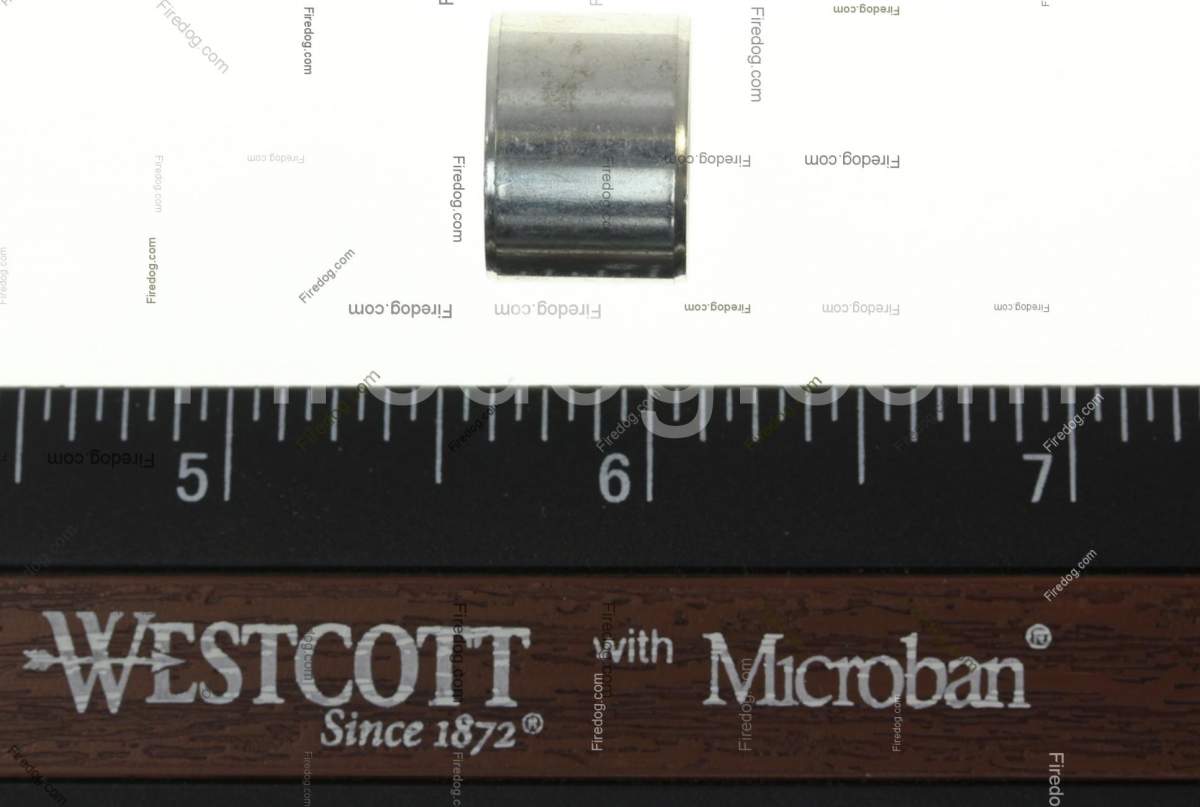 Firedog.com
5 6 7
WESTCOTT with Microban®
Since 1872®